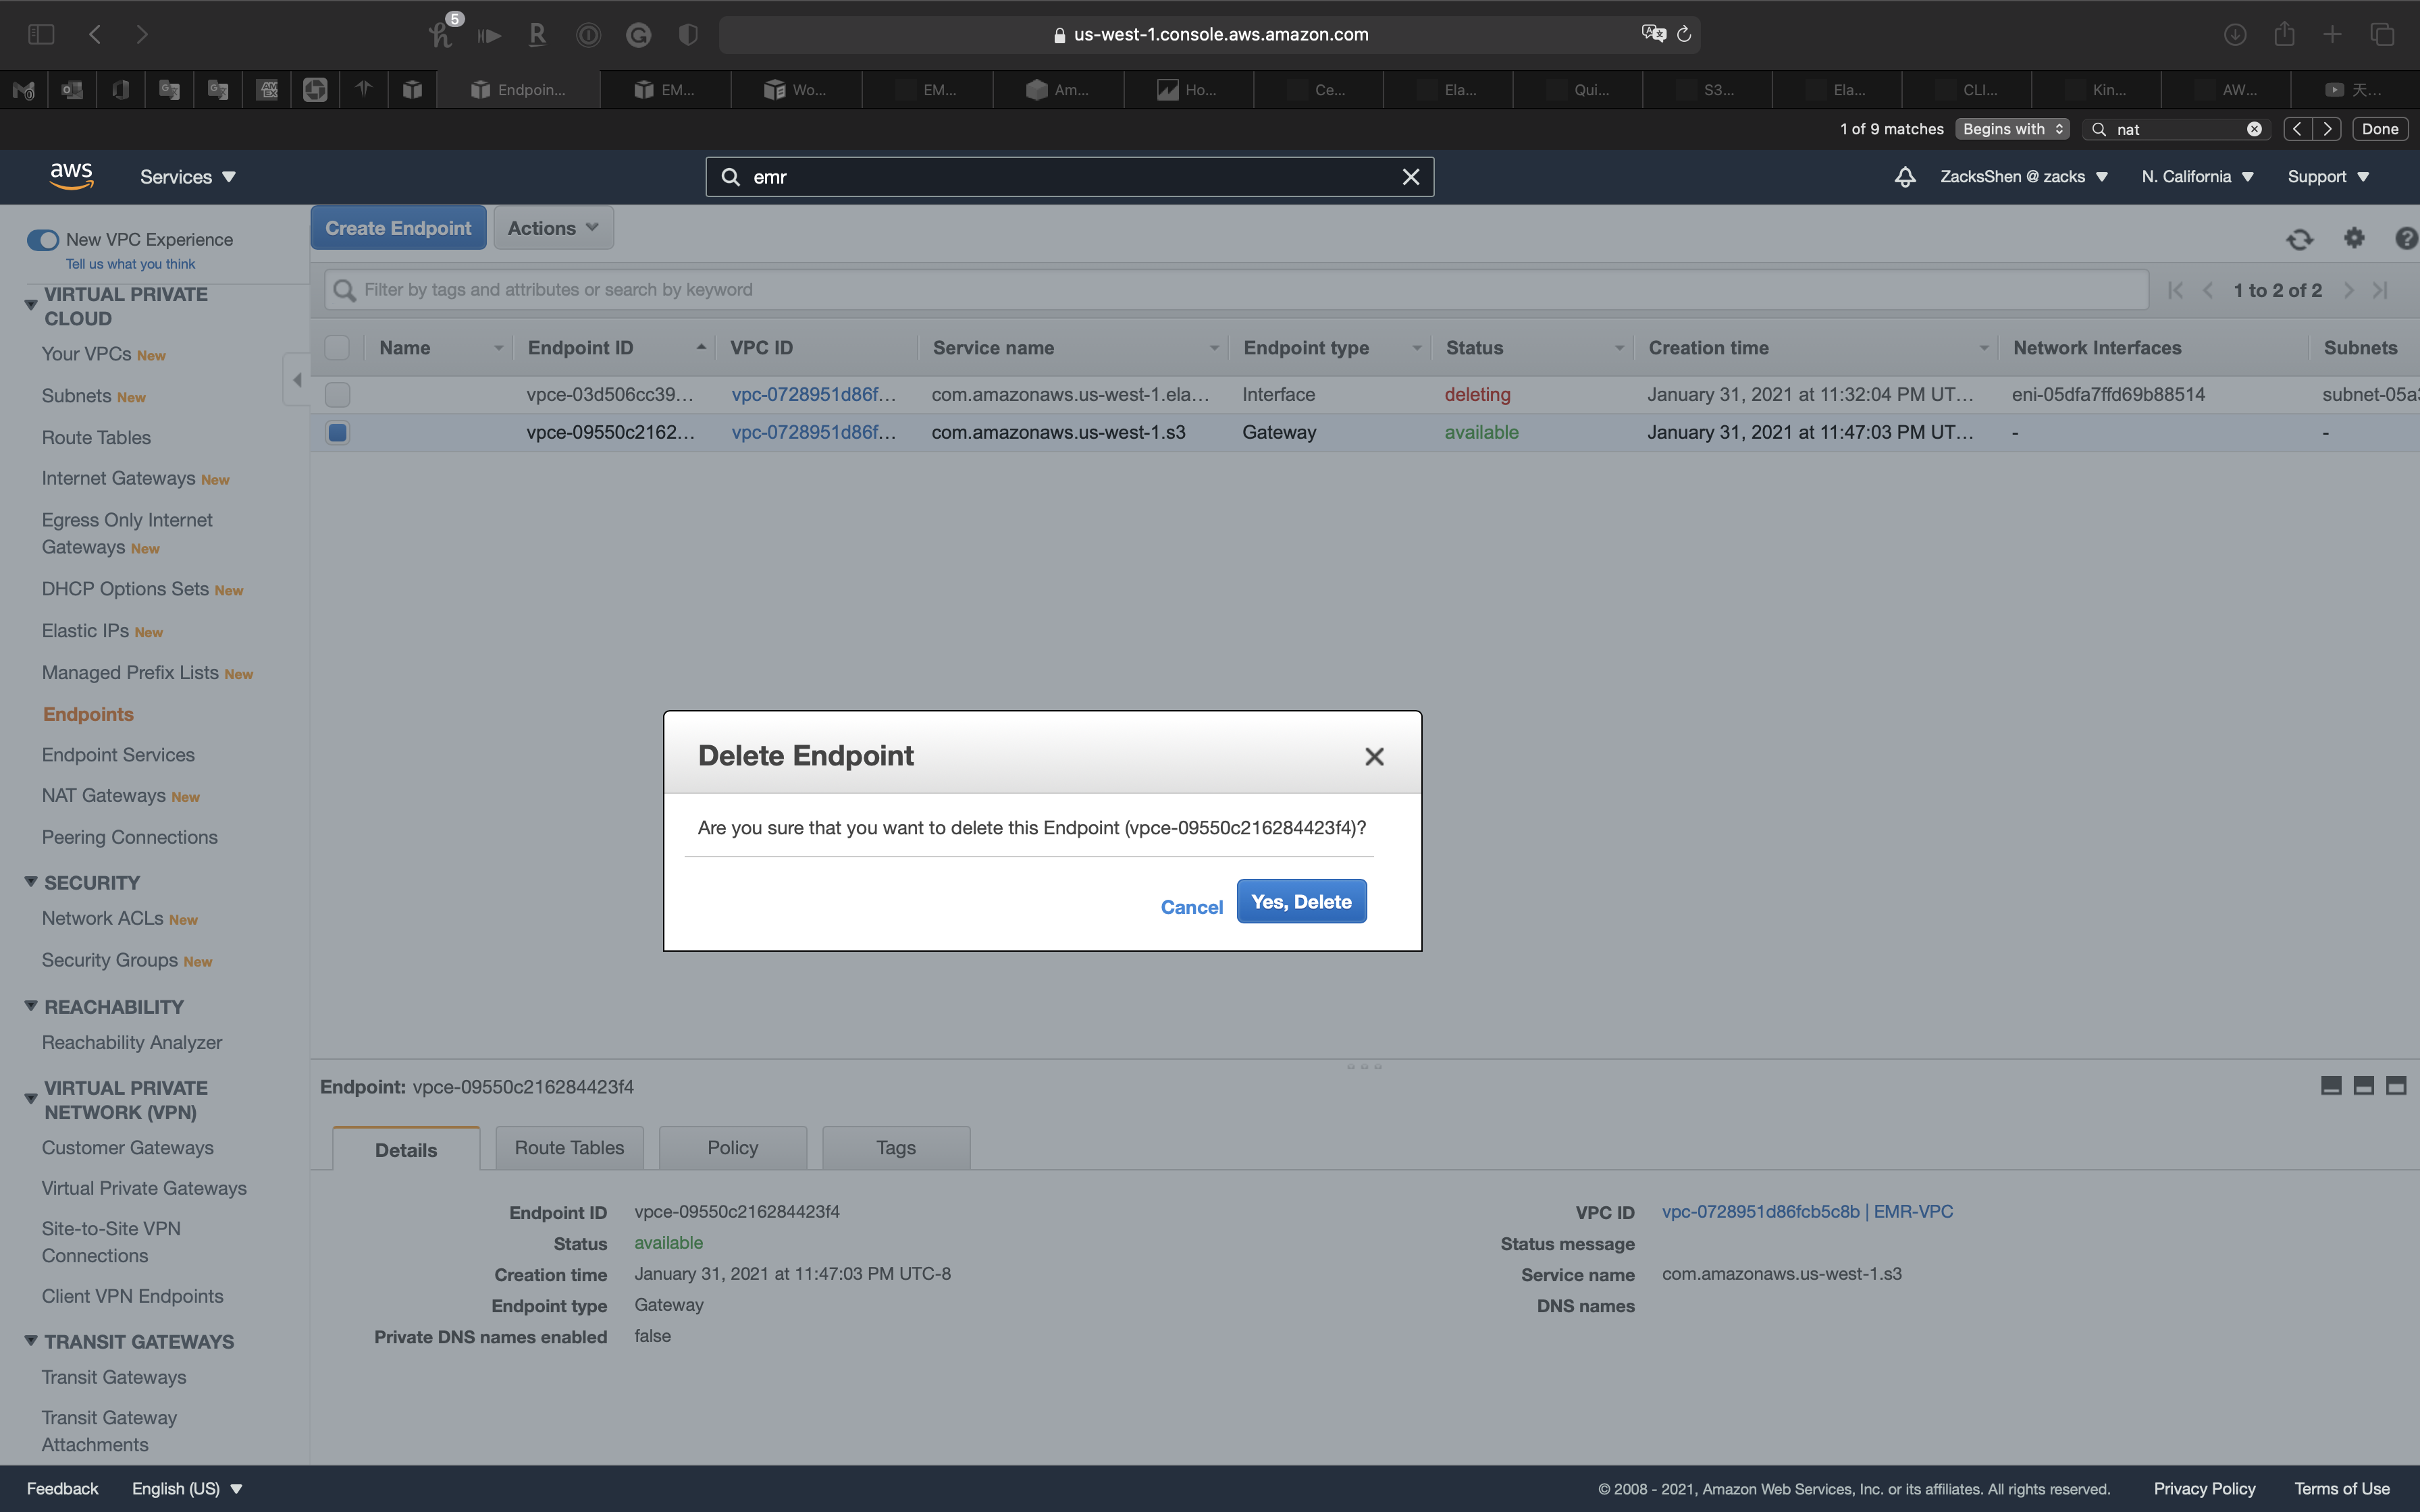 5
us-west-1.console.aws.amazon.com
Endpoin...
EM...
Wo...
EM...
Am...
Ho...
Ce...
Ela...
Qui...
S3...
Ela...
CLI...
Kin...
AW...
天...
1 of 9 matches
Begins with
nat
Done
aws
Services
emr
ZacksShen @ zacks
N. California
Support
New VPC Experience
Tell us what you think
VIRTUAL PRIVATE
CLOUD
Your VPCs New
Subnets New
Route Tables
Internet Gateways New
Egress Only Internet
Gateways New
DHCP Options Sets New
Elastic IPs New
Managed Prefix Lists New
Endpoints
Endpoint Services
NAT Gateways New
Peering Connections
SECURITY
Network ACLs New
Security Groups New
REACHABILITY
Reachability Analyzer
VIRTUAL PRIVATE
NETWORK (VPN)
Customer Gateways
Virtual Private Gateways
Site-to-Site VPN
Connections
Client VPN Endpoints
TRANSIT GATEWAYS
Transit Gateways
Transit Gateway
Attachments
Create Endpoint
Actions
Filter by tags and attributes or search by keyword
1 to 2 of 2
Name Endpoint ID VPC ID Service name Endpoint type Status Creation time Network Interfaces Subnets
vpce-03d506cc39... vpc-0728951d86f... com.amazonaws.us-west-1.ela... Interface deleting January 31, 2021 at 11:32:04 PM UT... eni-05dfa7ffd69b88514 subnet-05a
vpce-09550c2162... vpc-0728951d86f... com.amazonaws.us-west-1.s3 Gateway available January 31, 2021 at 11:47:03 PM UT... - -
Delete Endpoint
Are you sure that you want to delete this Endpoint (vpce-09550c216284423f4)?
Cancel
Yes, Delete
Endpoint: vpce-09550c216284423f4
Details
Route Tables
Policy
Tags
Endpoint ID vpce-09550c216284423f4
Status available
Creation time January 31, 2021 at 11:47:03 PM UTC-8
Endpoint type Gateway
Private DNS names enabled false
VPC ID vpc-0728951d86fcb5c8b | EMR-VPC
Status message
Service name com.amazonaws.us-west-1.s3
DNS names
Feedback
English (US)
© 2008 - 2021, Amazon Web Services, Inc. or its affiliates. All rights reserved.
Privacy Policy
Terms of Use